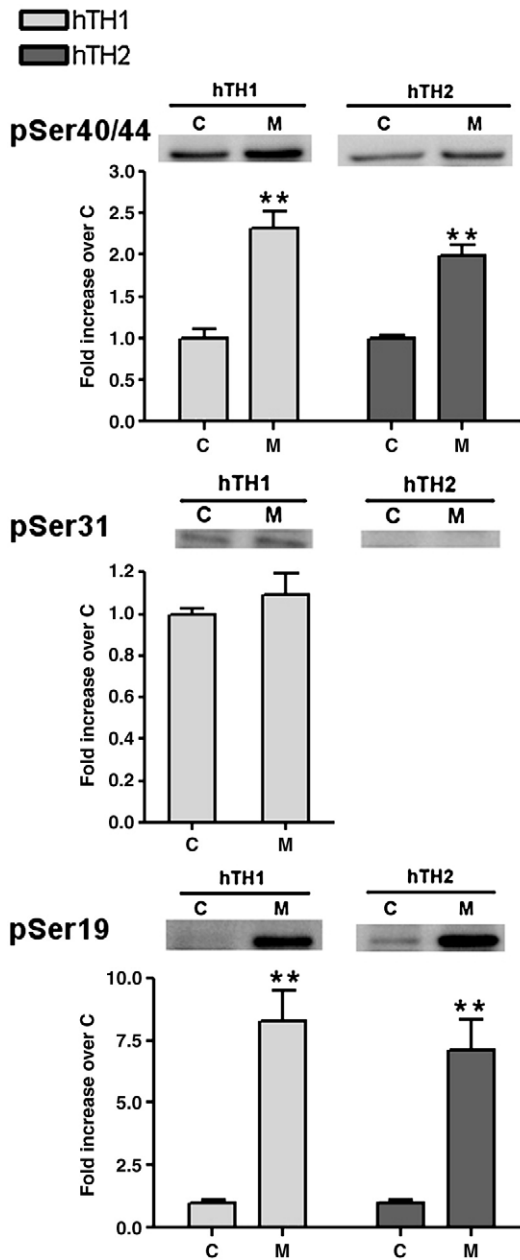 hTH1
hTH2
hTH1 hTH2
pSer40/44 C M C M
3.0
2.5
2.0
1.5
1.0
0.5
0.0
Fold increase over C
** **
C M C M
hTH1 hTH2
pSer31 C M C M
1.2
1.0
0.8
0.6
0.4
0.2
0.0
Fold increase over C
C M
hTH1 hTH2
pSer19 C M C M
10.0
7.5
5.0
2.5
0.0
Fold increase over C
** **
C M C M